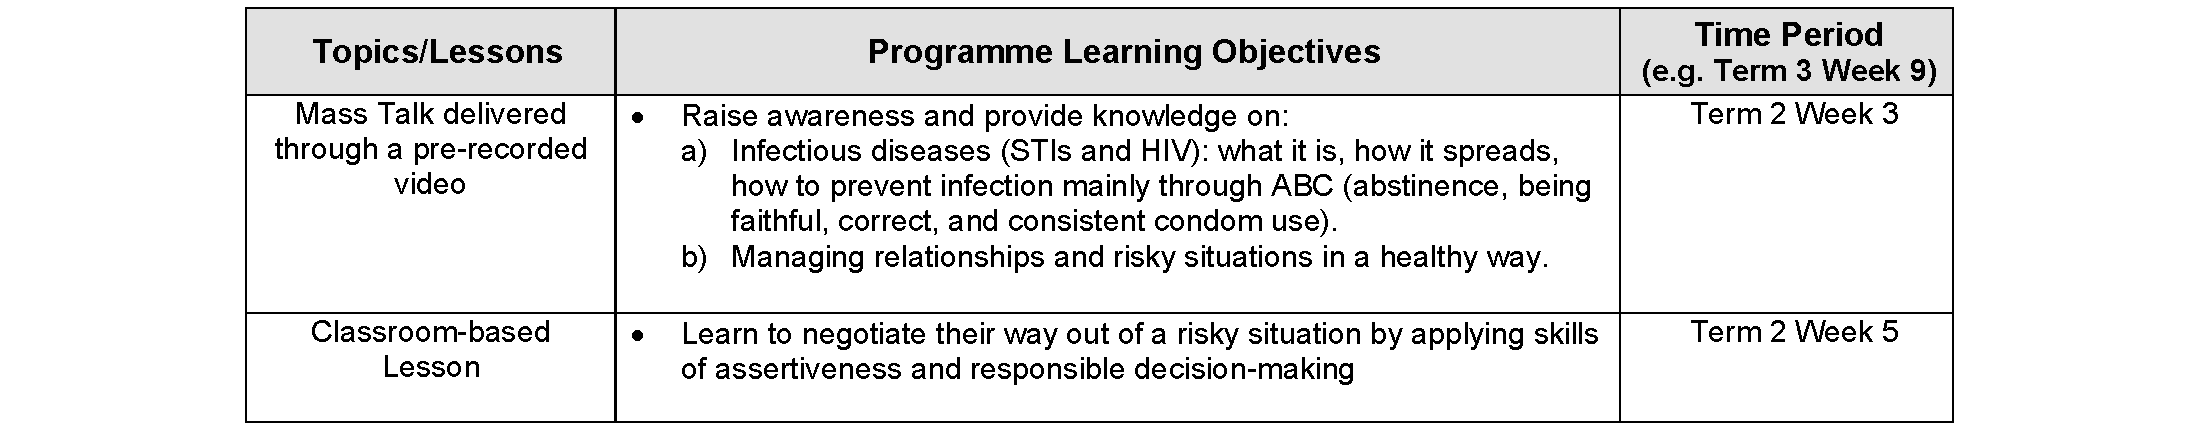 Topics/Lessons
Programme Learning Objectives
Time Period
(e.g. Term 3 Week 9)
Mass Talk delivered
through a pre-recorded
video
• Raise awareness and provide knowledge on:
a) Infectious diseases (STIs and HIV): what it is, how it spreads,
how to prevent infection mainly through ABC (abstinence, being
faithful, correct, and consistent condom use).
b) Managing relationships and risky situations in a healthy way.
Term 2 Week 3
Classroom-based
Lesson
• Learn to negotiate their way out of a risky situation by applying skills
of assertiveness and responsible decision-making
Term 2 Week 5